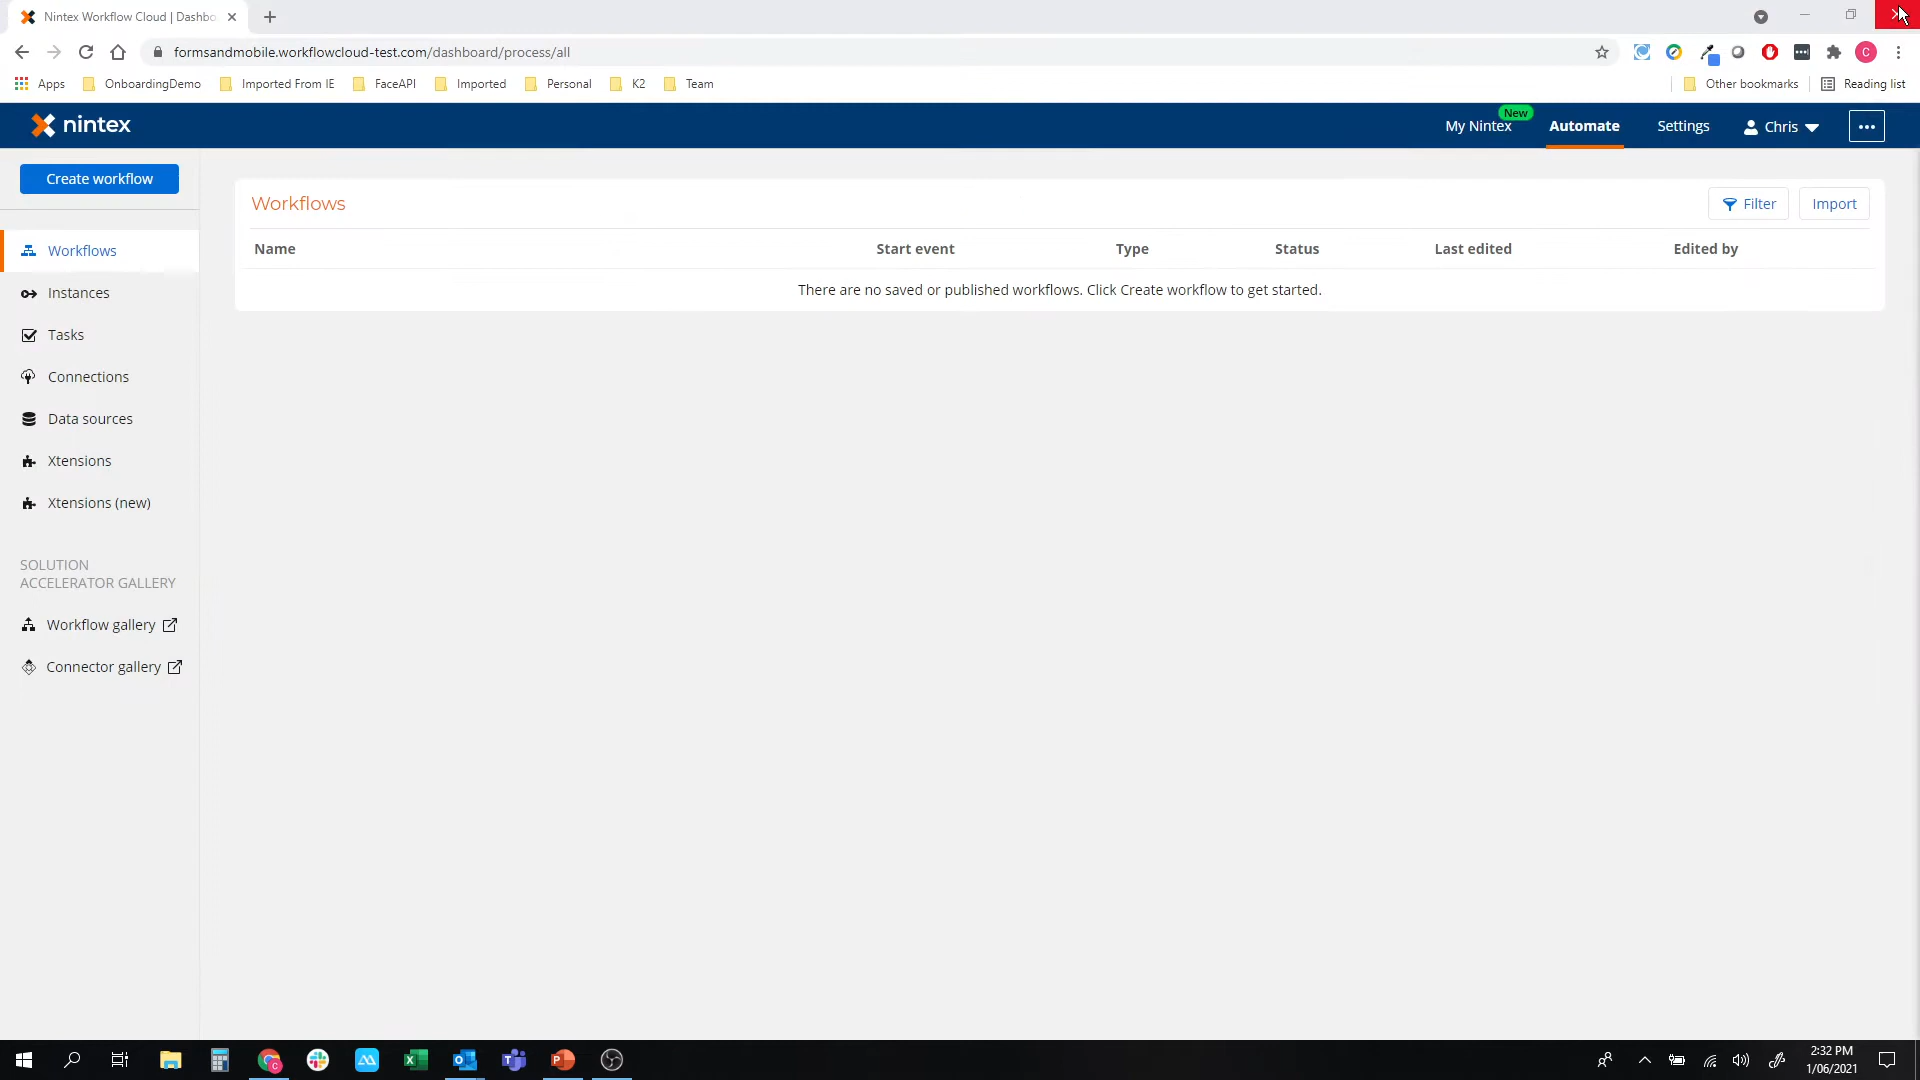 Nintex Workflow Cloud | Dashbo
formsandmobile.workflowcloud-test.com/dashboard/process/all
Apps OnboardingDemo Imported From IE FaceAPI Imported Personal K2 Team Other bookmarks Reading list
nintex My Nintex New Automate Settings Chris
Create workflow
Workflows
Instances
Tasks
Connections
Data sources
Xtensions
Xtensions (new)
SOLUTION
ACCELERATOR GALLERY
Workflow gallery
Connector gallery
Workflows Filter Import
Name Start event Type Status Last edited Edited by
There are no saved or published workflows. Click Create workflow to get started.
2:32 PM
1/06/2021